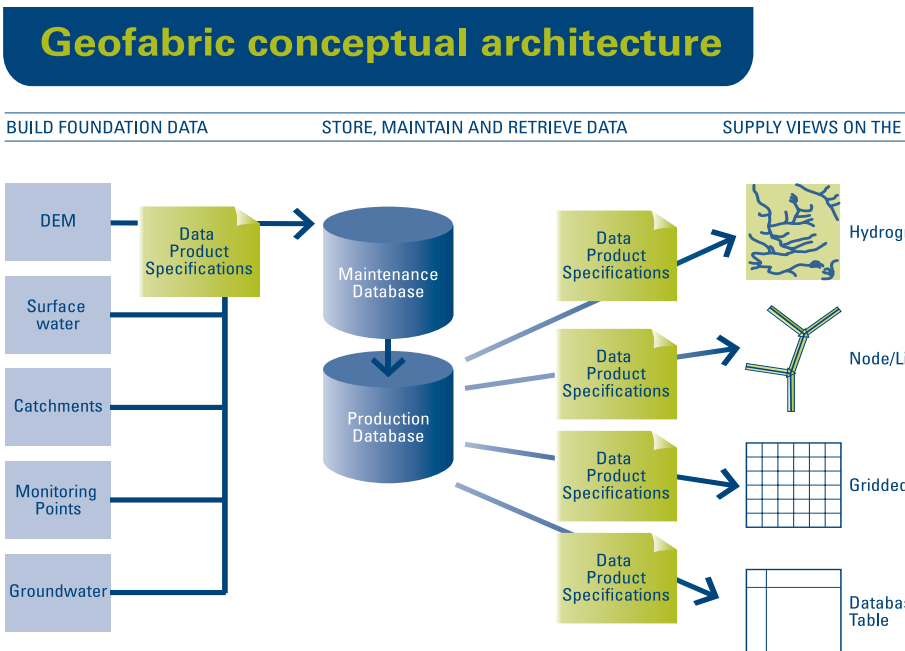 Geofabric conceptual architecture
BUILD FOUNDATION DATA
STORE, MAINTAIN AND RETRIEVE DATA
SUPPLY VIEWS ON THE
DEM
Surface
water
Catchments
Monitoring
Points
Groundwater
Data
Product
Specifications
Maintenance
Database
Production
Database
Data
Product
Specifications
Data
Product
Specifications
Data
Product
Specifications
Data
Product
Specifications
Gridded
Table